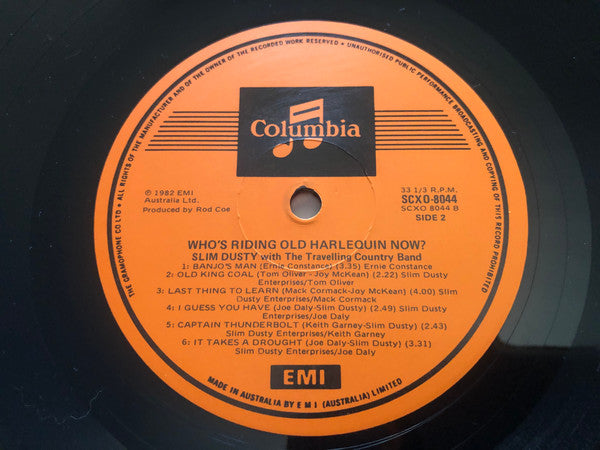 THE GRAMOPHONE CO LTD • ALL RIGHTS OF THE MANUFACTURER AND OF THE OWNER OF THE RECORDED WORK RESERVED • UNAUTHORISED PUBLIC PERFORMANCE BROADCASTING AND COPYING OF THIS RECORD PROHIBITED
Columbia
℗ 1982 EMI
Australia Ltd.
Produced by Rod Coe
33 1/3 R.P.M.
SCXO-8044
SCXO 8044 B
SIDE 2
WHO'S RIDING OLD HARLEQUIN NOW?
SLIM DUSTY with The Travelling Country Band
1: BANJO'S MAN (Ernie Constance) (3.35) Ernie Constance
2: OLD KING COAL (Tom Oliver-Joy McKean) (2.22) Slim Dusty
Enterprises/Tom Oliver
3: LAST THING TO LEARN (Mack Cormack-Joy McKean) (4.00) Slim
Dusty Enterprises/Mack Cormack
4: I GUESS YOU HAVE (Joe Daly-Slim Dusty) (2.49) Slim Dusty
Enterprises/Joe Daly
5: CAPTAIN THUNDERBOLT (Keith Garney-Slim Dusty) (2.43)
Slim Dusty Enterprises/Keith Garney
6: IT TAKES A DROUGHT (Joe Daly-Slim Dusty) (3.31)
Slim Dusty Enterprises/Joe Daly
EMI
MADE IN AUSTRALIA BY E M I (AUSTRALIA) LIMITED